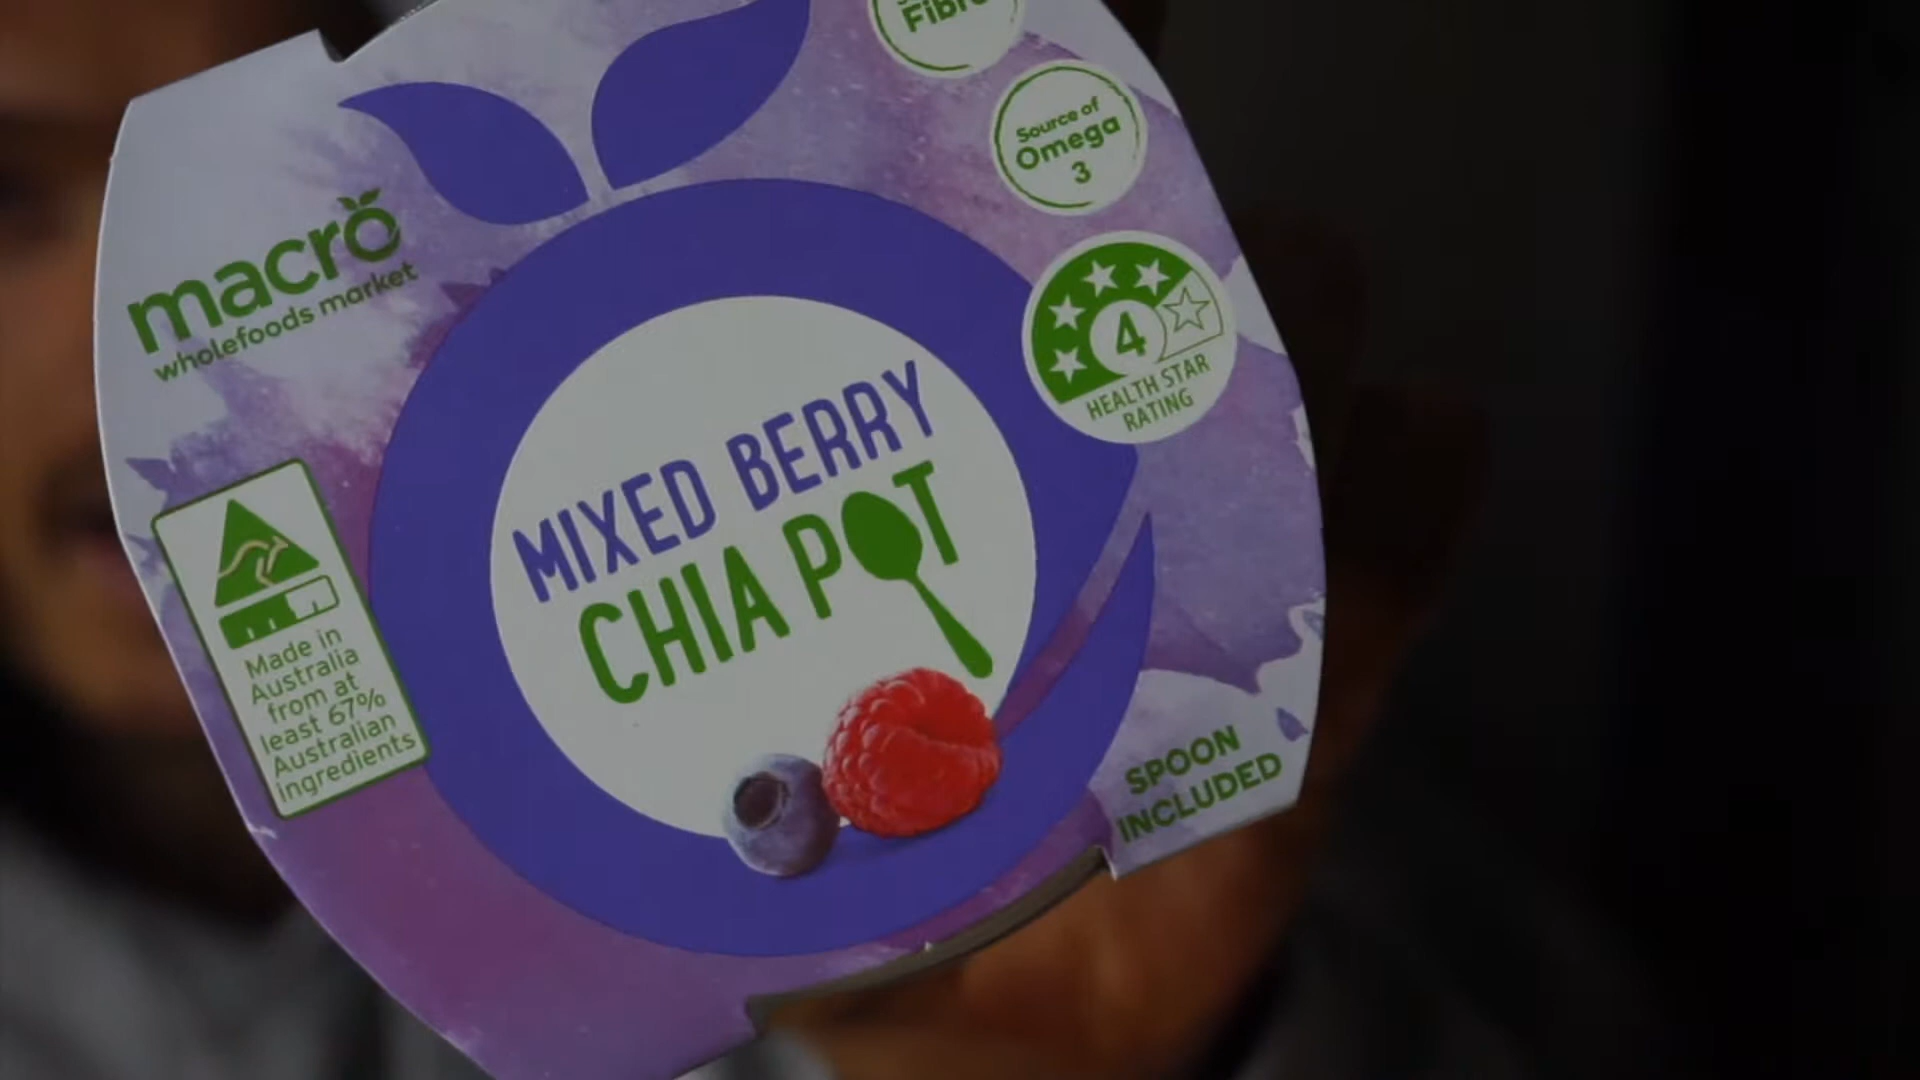 Fibre
Source of
Omega
3
macro
wholefoods market
4
HEALTH STAR
RATING
MIXED BERRY
CHIA POT
Made in
Australia
from at
least 67%
Australian
ingredients
SPOON
INCLUDED